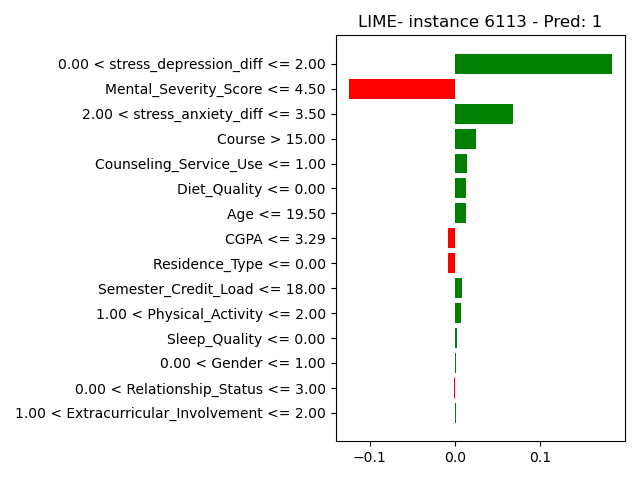 LIME- instance 6113 - Pred: 1
0.00 < stress_depression_diff <= 2.00
Mental_Severity_Score <= 4.50
2.00 < stress_anxiety_diff <= 3.50
Course > 15.00
Counseling_Service_Use <= 1.00
Diet_Quality <= 0.00
Age <= 19.50
CGPA <= 3.29
Residence_Type <= 0.00
Semester_Credit_Load <= 18.00
1.00 < Physical_Activity <= 2.00
Sleep_Quality <= 0.00
0.00 < Gender <= 1.00
0.00 < Relationship_Status <= 3.00
1.00 < Extracurricular_Involvement <= 2.00
−0.1 0.0 0.1